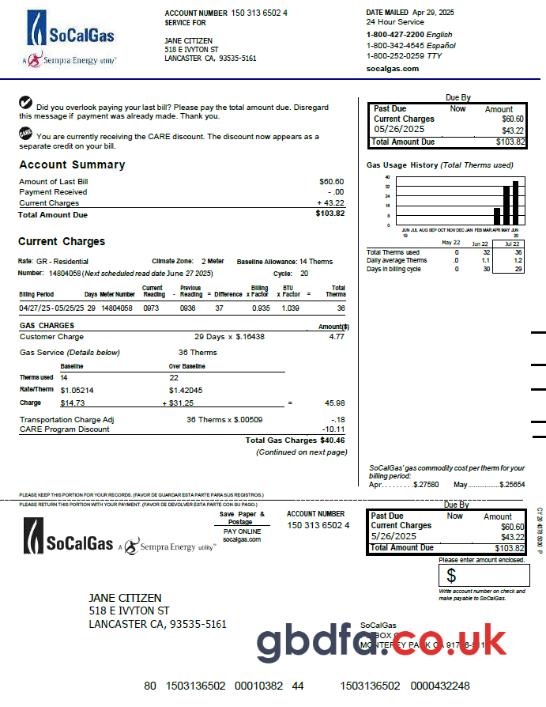 SoCalGas
A Sempra Energy utility
ACCOUNT NUMBER 150 313 6502 4
SERVICE FOR
JANE CITIZEN
518 E IVYTON ST
LANCASTER CA, 93535-5161
DATE MAILED Apr 29, 2025
24 Hour Service
1-800-427-2200 English
1-800-342-4545 Español
1-800-252-0259 TTY
socalgas.com
Did you overlook paying your last bill? Please pay the total amount due. Disregard
this message if payment was already made. Thank you.
You are currently receiving the CARE discount. The discount now appears as a
separate credit on your bill.
Account Summary
Amount of Last Bill $60.60
Payment Received - .00
Current Charges + 43.22
Total Amount Due $103.82
Due By
Past Due Now Amount
$60.60
Current Charges
05/26/2025 $43.22
Total Amount Due $103.82
Gas Usage History (Total Therms used)
JUN JUL AUG SEP OCT NOV DEC JAN FEB MAR APR MAY JUN
May 22 Jun 22 Jul 22
Total Therms used 0 32 36
Daily average Therms .0 1.1 1.2
Days in billing cycle 0 30 29
Current Charges
Rate: GR - Residential Climate Zone: 2 Meter Baseline Allowance: 14 Therms
Number: 14804058 (Next scheduled read date June 27 2025) Cycle: 20
Billing Period Days Meter Number Current Reading - Previous Reading = Difference x Billing Factor x BTU Factor = Total Therms
04/27/25 - 05/25/25 29 14804058 0973 0936 37 0.935 1.039 36
GAS CHARGES Amount($)
Customer Charge 29 Days x $.16438 4.77
Gas Service (Details below) 36 Therms
Baseline Over Baseline
Therms used 14 22
Rate/Therm $1.05214 $1.42045
Charge $14.73 + $31.25 = 45.98
Transportation Charge Adj 36 Therms x $.00509 -.18
CARE Program Discount -10.11
Total Gas Charges $40.46
(Continued on next page)
SoCalGas' gas commodity cost per therm for your
billing period:
Apr........ $.27580 May ............. $.25654
PLEASE KEEP THIS PORTION FOR YOUR RECORDS. (FAVOR DE GUARDAR ESTA PARTE PARA SUS REGISTROS.)
PLEASE RETURN THIS PORTION WITH YOUR PAYMENT. (FAVOR DE DEVOLVER ESTA PARTE CON SU PAGO.)
SoCalGas
A Sempra Energy utility
Save Paper &
Postage
PAY ONLINE
socalgas.com
ACCOUNT NUMBER
150 313 6502 4
Due By
Past Due Now Amount
$60.60
Current Charges
5/26/2025 $43.22
Total Amount Due $103.82
Please enter amount enclosed.
$
Write account number on check and
make payable to SoCalGas.
JANE CITIZEN
518 E IVYTON ST
LANCASTER CA, 93535-5161
SoCalGas
MONTEREY PARK CA
gbdfa.co.uk
80 1503136502 00010382 44 1503136502 0000432248